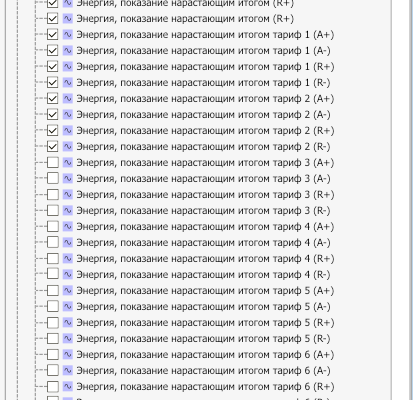 Энергия, показание нарастающим итогом (R+)
Энергия, показание нарастающим итогом (R+)
Энергия, показание нарастающим итогом тариф 1 (A+)
Энергия, показание нарастающим итогом тариф 1 (A-)
Энергия, показание нарастающим итогом тариф 1 (R+)
Энергия, показание нарастающим итогом тариф 1 (R-)
Энергия, показание нарастающим итогом тариф 2 (A+)
Энергия, показание нарастающим итогом тариф 2 (A-)
Энергия, показание нарастающим итогом тариф 2 (R+)
Энергия, показание нарастающим итогом тариф 2 (R-)
Энергия, показание нарастающим итогом тариф 3 (A+)
Энергия, показание нарастающим итогом тариф 3 (A-)
Энергия, показание нарастающим итогом тариф 3 (R+)
Энергия, показание нарастающим итогом тариф 3 (R-)
Энергия, показание нарастающим итогом тариф 4 (A+)
Энергия, показание нарастающим итогом тариф 4 (A-)
Энергия, показание нарастающим итогом тариф 4 (R+)
Энергия, показание нарастающим итогом тариф 4 (R-)
Энергия, показание нарастающим итогом тариф 5 (A+)
Энергия, показание нарастающим итогом тариф 5 (A-)
Энергия, показание нарастающим итогом тариф 5 (R+)
Энергия, показание нарастающим итогом тариф 5 (R-)
Энергия, показание нарастающим итогом тариф 6 (A+)
Энергия, показание нарастающим итогом тариф 6 (A-)
Энергия, показание нарастающим итогом тариф 6 (R+)